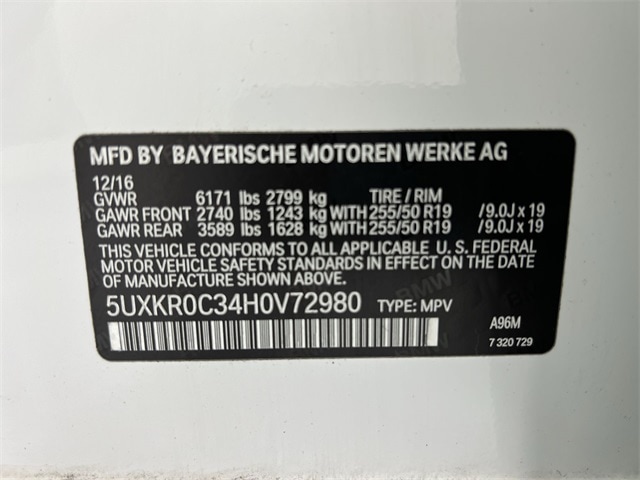 MFD BY BAYERISCHE MOTOREN WERKE AG
12/16
GVWR 6171 lbs 2799 kg TIRE / RIM
GAWR FRONT 2740 lbs 1243 kg WITH 255/50 R19 /9.0J x 19
GAWR REAR 3589 lbs 1628 kg WITH 255/50 R19 /9.0J x 19
THIS VEHICLE CONFORMS TO ALL APPLICABLE U. S. FEDERAL
MOTOR VEHICLE SAFETY STANDARDS IN EFFECT ON THE DATE
OF MANUFACTURE SHOWN ABOVE.
5UXKR0C34H0V72980 TYPE: MPV
A96M
7 320 729
BMW